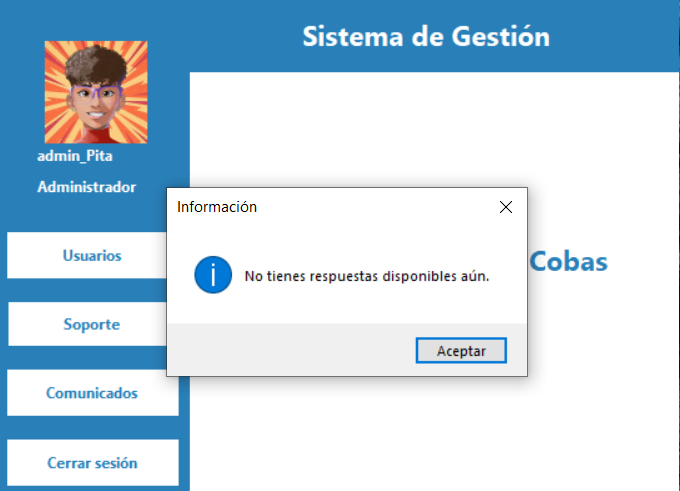 Sistema de Gestión
admin_Pita
Administrador
Usuarios
Soporte
Comunicados
Cerrar sesión
Cobas
Información
No tienes respuestas disponibles aún.
Aceptar